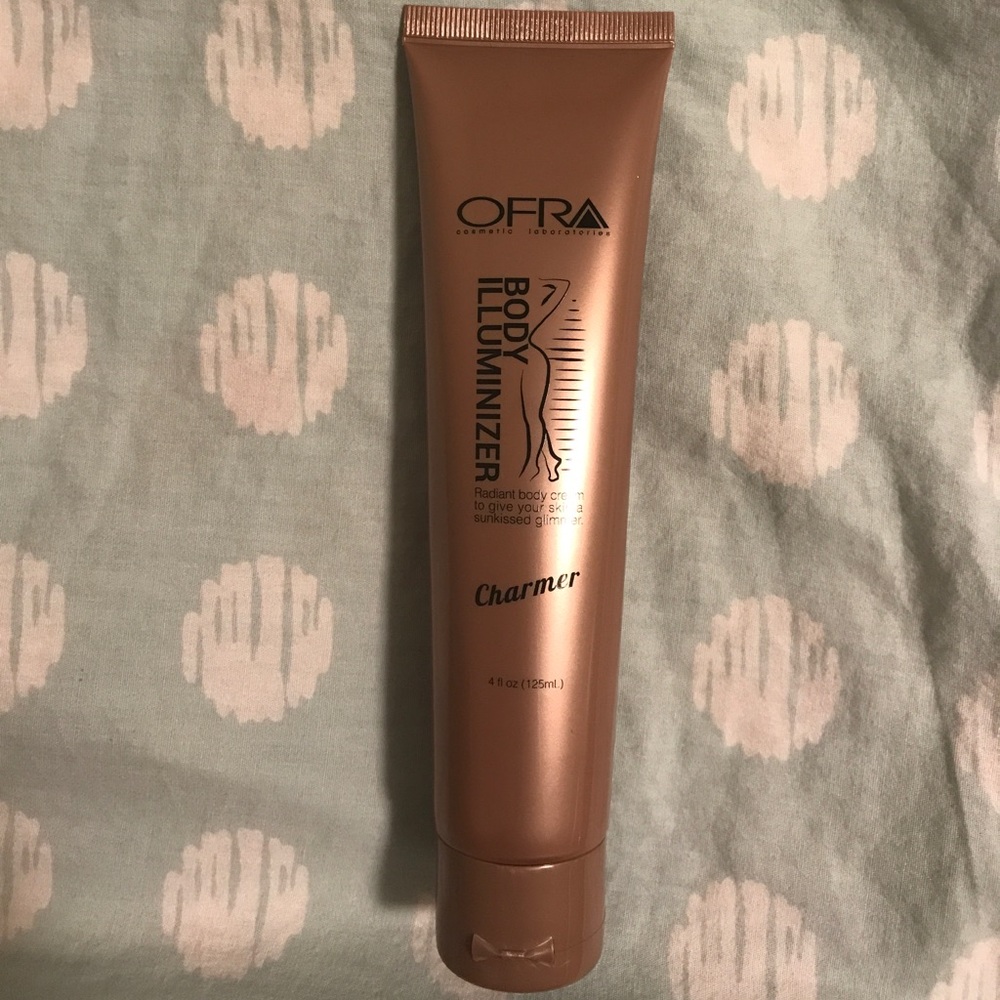 OFRA
cosmetic laboratories
BODY
ILLUMINIZER
Radiant body cream
to give your skin a
sunkissed glimmer.
Charmer
4 fl oz (125ml.)